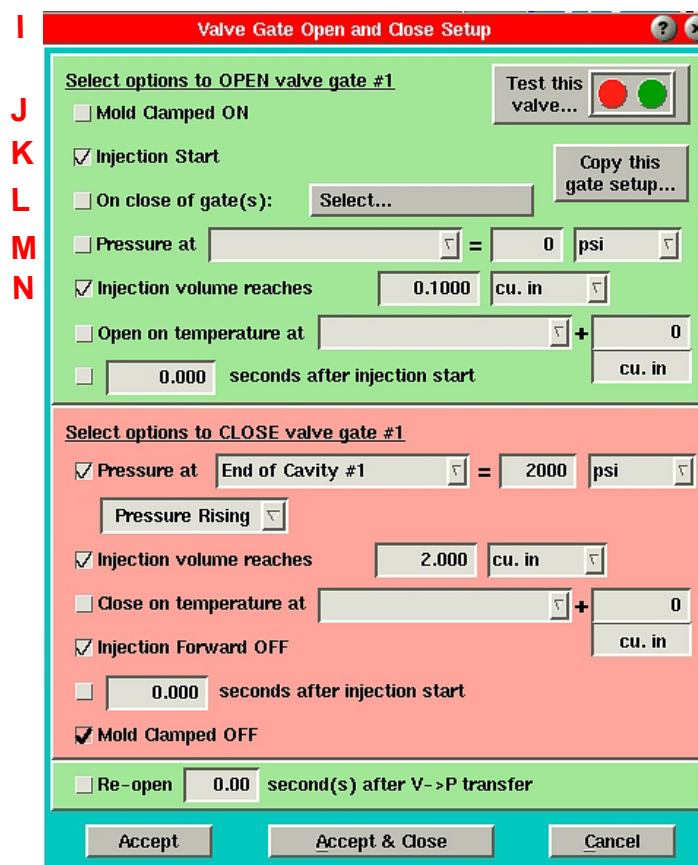 I
Valve Gate Open and Close Setup ?
Select options to OPEN valve gate #1
Test this
valve...
J
Mold Clamped ON
K
Injection Start
Copy this
gate setup...
L
On close of gate(s): Select...
M
Pressure at = 0 psi
N
Injection volume reaches 0.1000 cu. in
Open on temperature at + 0
cu. in
0.000 seconds after injection start
Select options to CLOSE valve gate #1
Pressure at End of Cavity #1 = 2000 psi
Pressure Rising
Injection volume reaches 2.000 cu. in
Close on temperature at + 0
cu. in
Injection Forward OFF
0.000 seconds after injection start
Mold Clamped OFF
Re-open 0.00 second(s) after V->P transfer
Accept Accept & Close Cancel